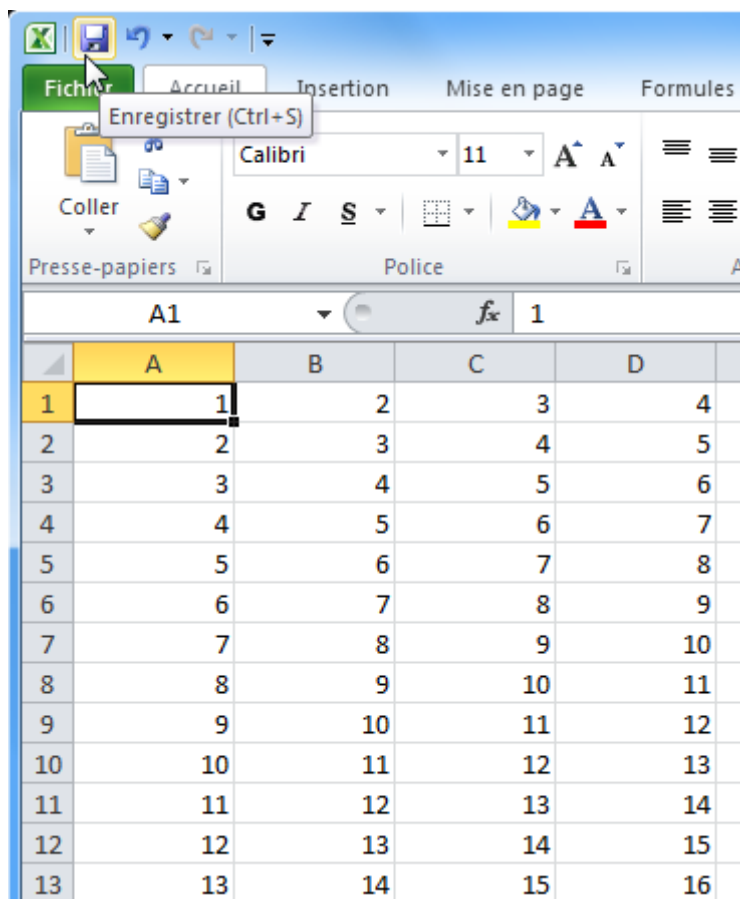 Fichier Accueil Insertion Mise en page Formules
Enregistrer (Ctrl+S)
Calibri 11 A A
Coller
G I S A
Presse-papiers Police
A1 fx 1
A B C D
1 1 2 3 4
2 2 3 4 5
3 3 4 5 6
4 4 5 6 7
5 5 6 7 8
6 6 7 8 9
7 7 8 9 10
8 8 9 10 11
9 9 10 11 12
10 10 11 12 13
11 11 12 13 14
12 12 13 14 15
13 13 14 15 16